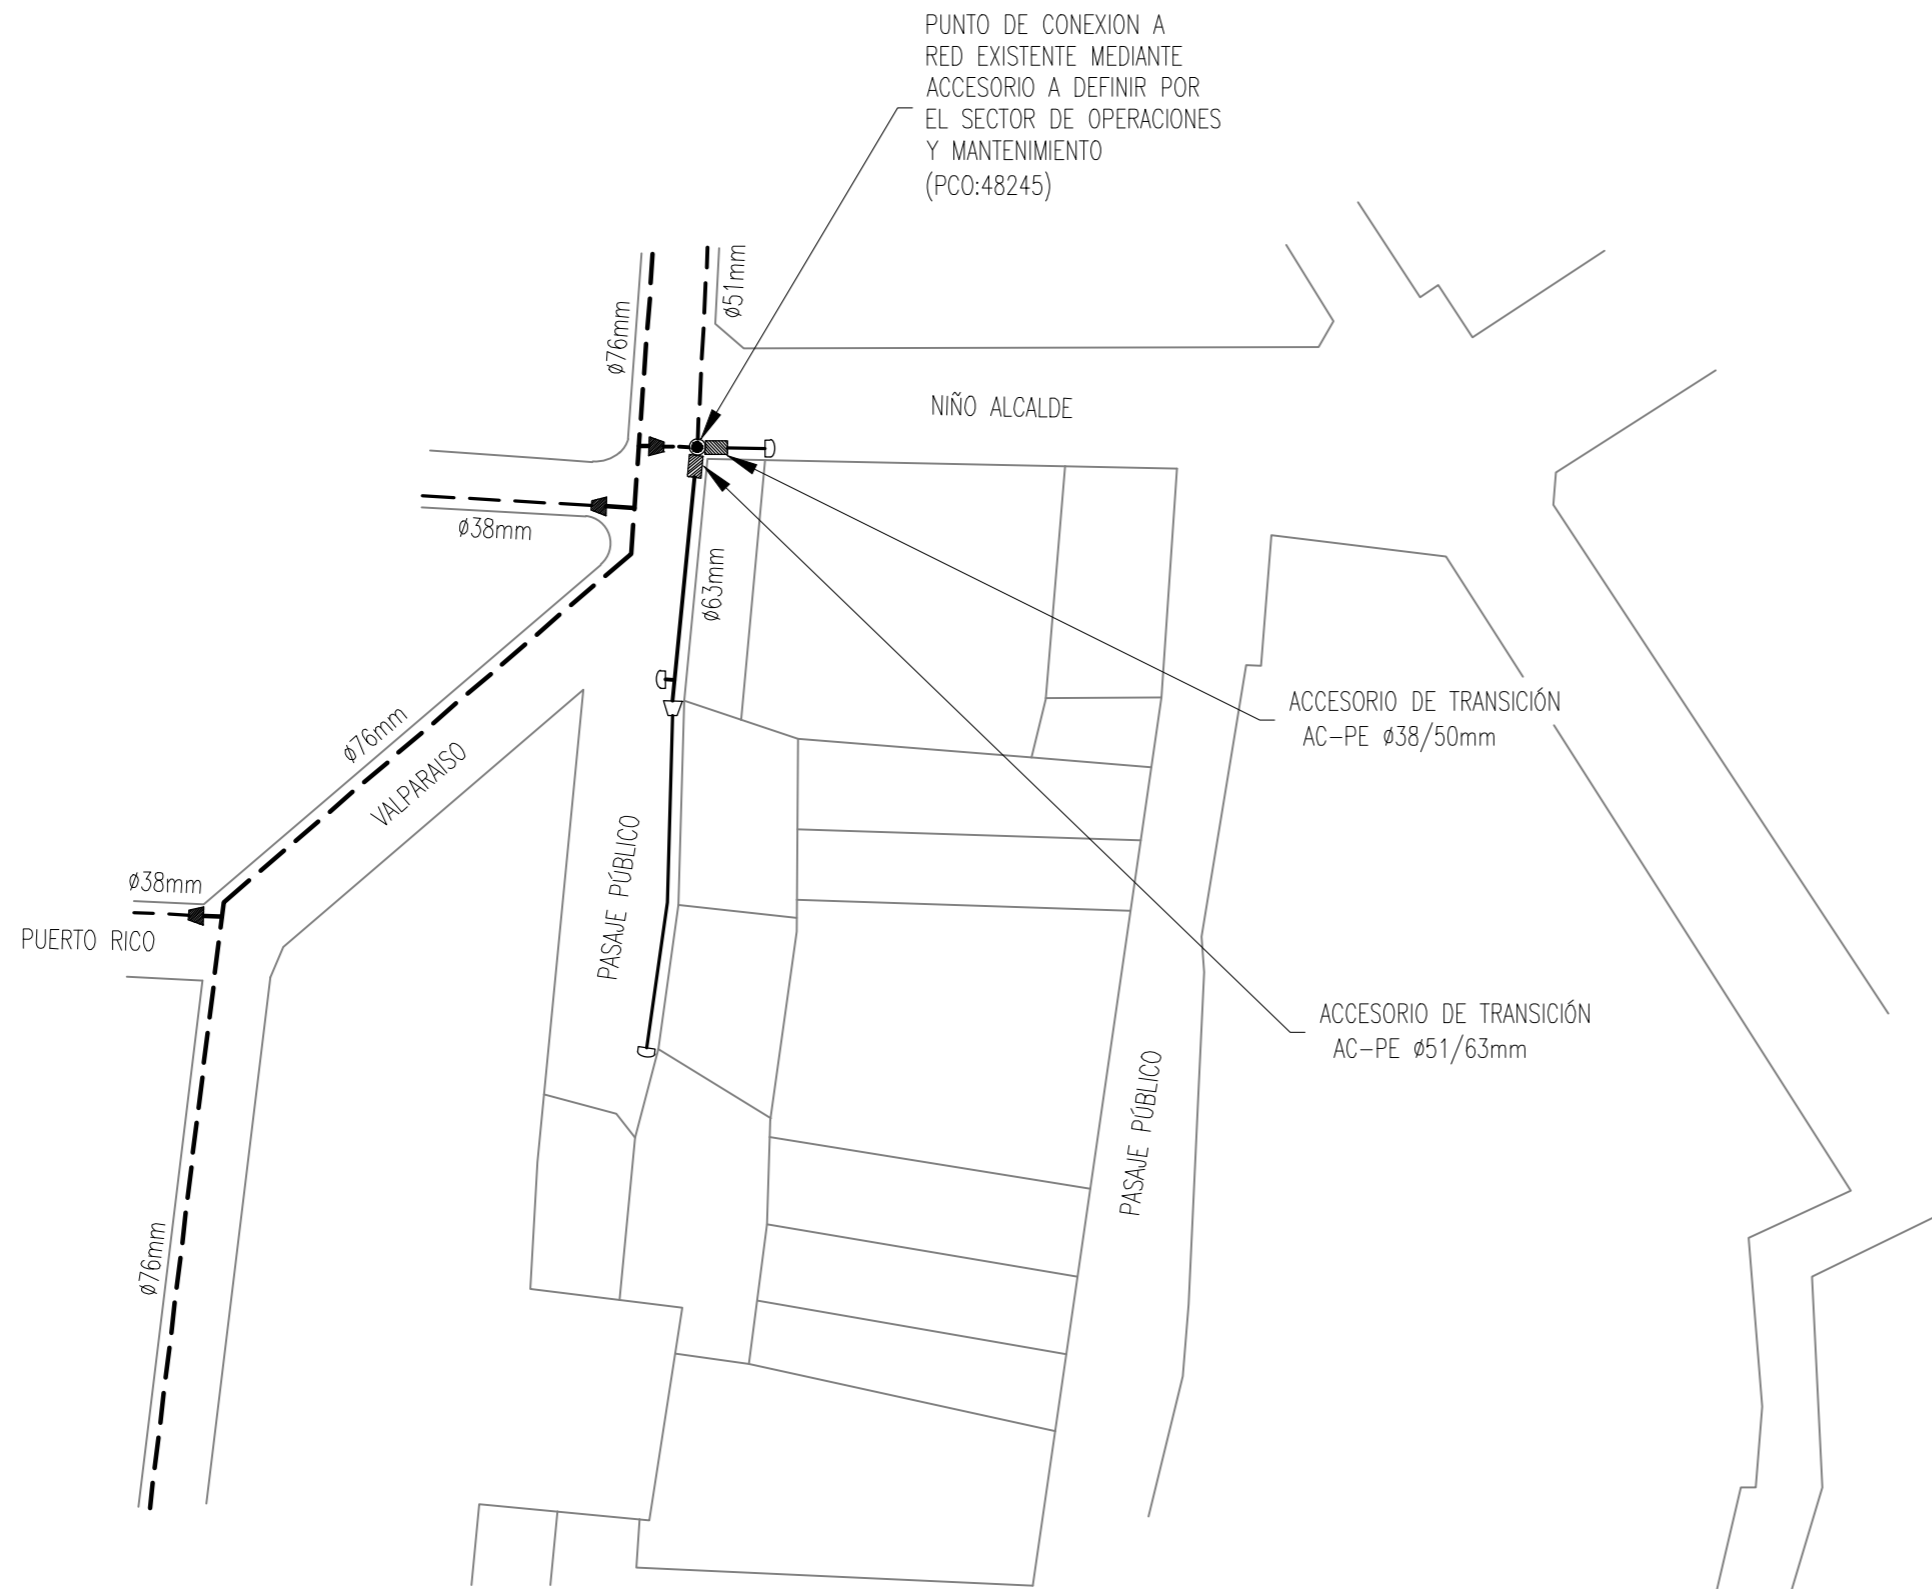 PUNTO DE CONEXION A
RED EXISTENTE MEDIANTE
ACCESORIO A DEFINIR POR
EL SECTOR DE OPERACIONES
Y MANTENIMIENTO
(PCO:48245)
ø51mm
ø76mm
NIÑO ALCALDE
ø38mm
ø63mm
ACCESORIO DE TRANSICIÓN
AC-PE ø38/50mm
ø76mm
VALPARAISO
PASAJE PÚBLICO
ø38mm
PUERTO RICO
ACCESORIO DE TRANSICIÓN
AC-PE ø51/63mm
PASAJE PÚBLICO
ø76mm